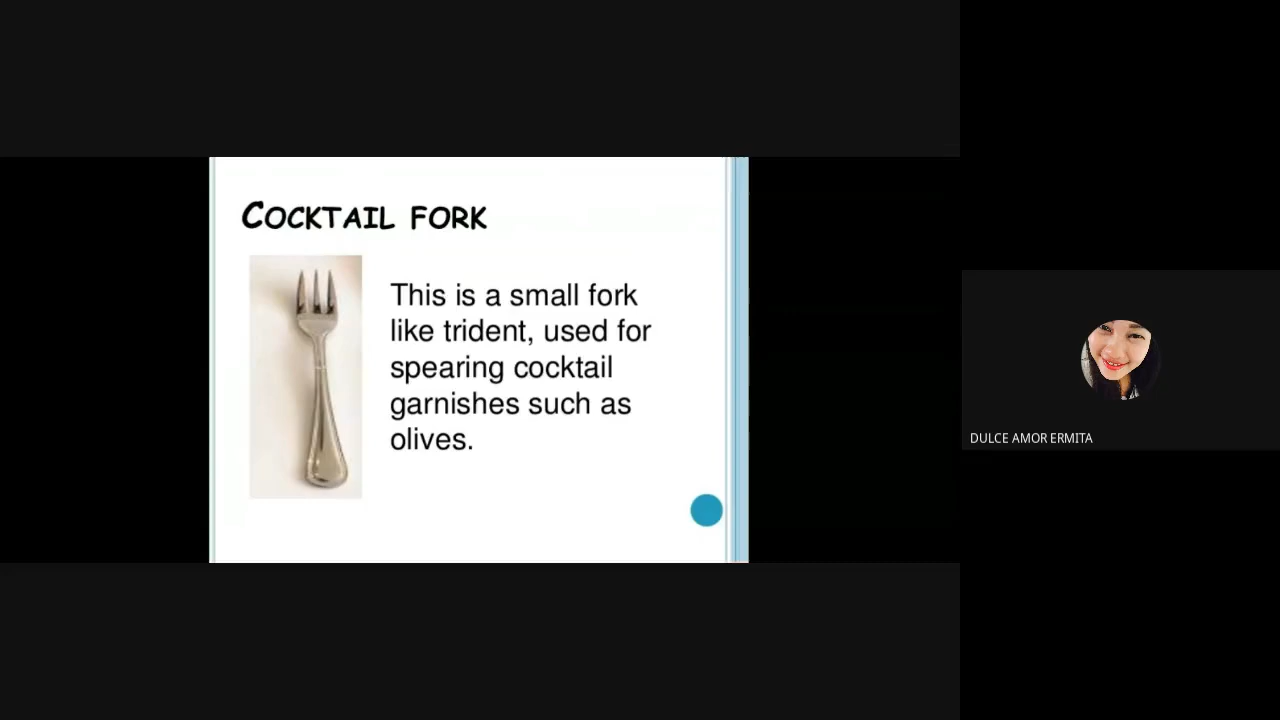 COCKTAIL FORK
This is a small fork
like trident, used for
spearing cocktail
garnishes such as
olives.
DULCE AMOR ERMITA